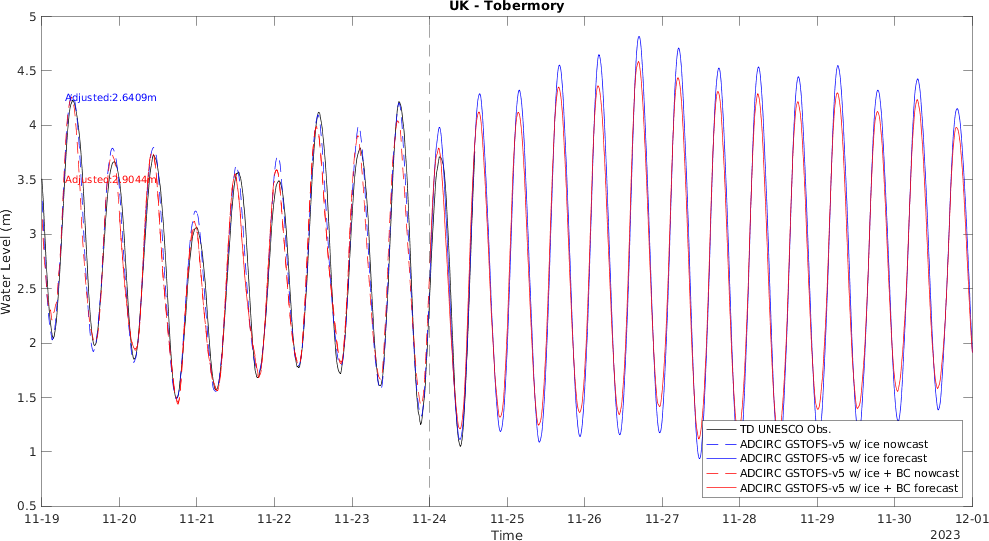 UK - Tobermory
5
4.5
4
3.5
3
2.5
2
1.5
1
0.5
Water Level (m)
Adjusted:2.6409m
Adjusted:2.9044m
TD UNESCO Obs.
ADCIRC GSTOFS-v5 w/ ice nowcast
ADCIRC GSTOFS-v5 w/ ice forecast
ADCIRC GSTOFS-v5 w/ ice + BC nowcast
ADCIRC GSTOFS-v5 w/ ice + BC forecast
11-19 11-20 11-21 11-22 11-23 11-24 11-25 11-26 11-27 11-28 11-29 11-30 12-01
Time
2023